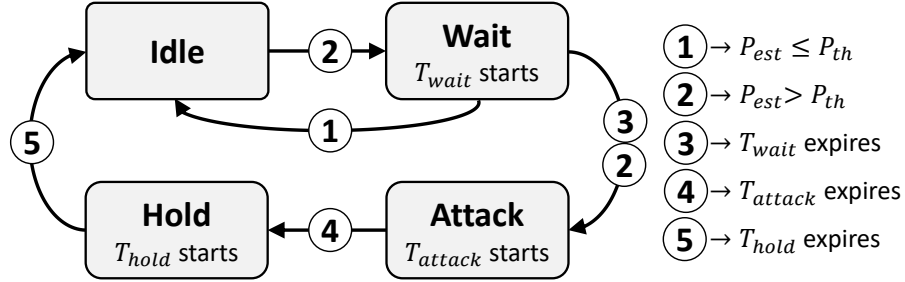 Idle
2
Wait
T_wait starts
1
3
2
5
Hold
T_hold starts
4
Attack
T_attack starts
1 → P_est ≤ P_th
2 → P_est > P_th
3 → T_wait expires
4 → T_attack expires
5 → T_hold expires